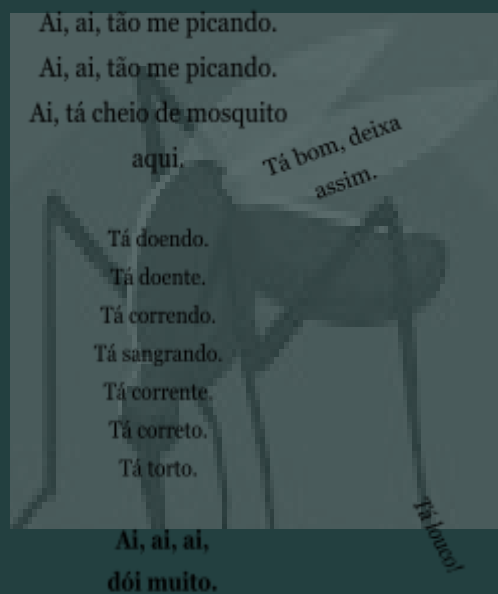 Ai, ai, tão me picando.
Ai, ai, tão me picando.
Ai, tá cheio de mosquito
aqui.
Tá bom, deixa
assim.
Tá doendo.
Tá doente.
Tá correndo.
Tá sangrando.
Tá corrente.
Tá correto.
Tá torto.
Ai, ai, ai,
dói muito.
Tá louco!